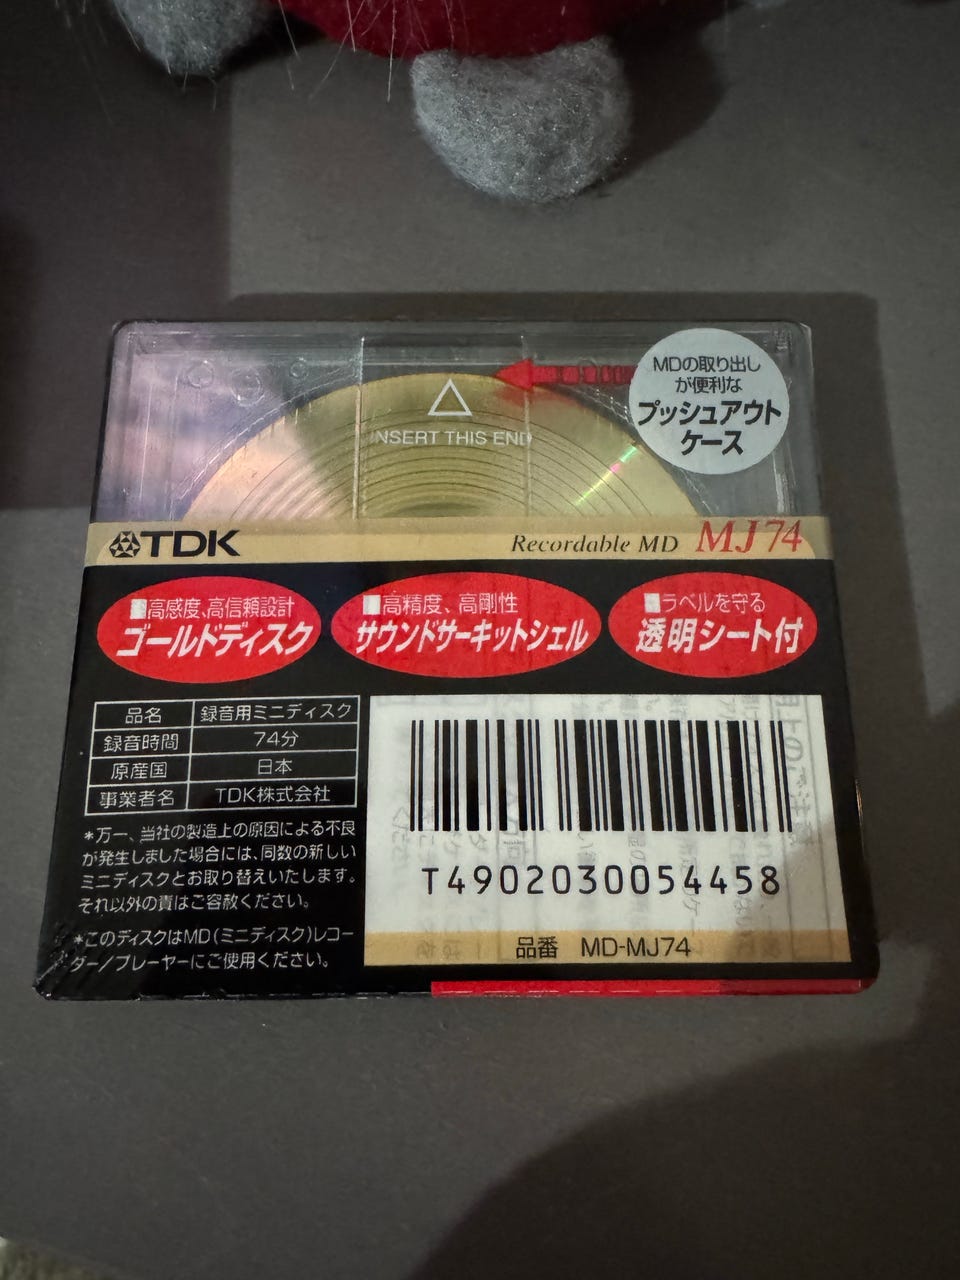 MDの取り出し
が便利な
プッシュアウト
ケース
INSERT THIS END
TDK
Recordable MD MJ74
■高感度、高信頼設計
ゴールドディスク
■高精度、高剛性
サウンドサーキットシェル
■ラベルを守る
透明シート付
品名 録音用ミニディスク
録音時間 74分
原産国 日本
事業者名 TDK株式会社
*万一、当社の製造上の原因による不良
が発生しました場合には、同数の新しい
ミニディスクとお取り替えいたします。
それ以外の責はご容赦ください。
*このディスクはMD(ミニディスク)レコー
ダー/プレーヤーにご使用ください。
T4902030054458
品番 MD-MJ74